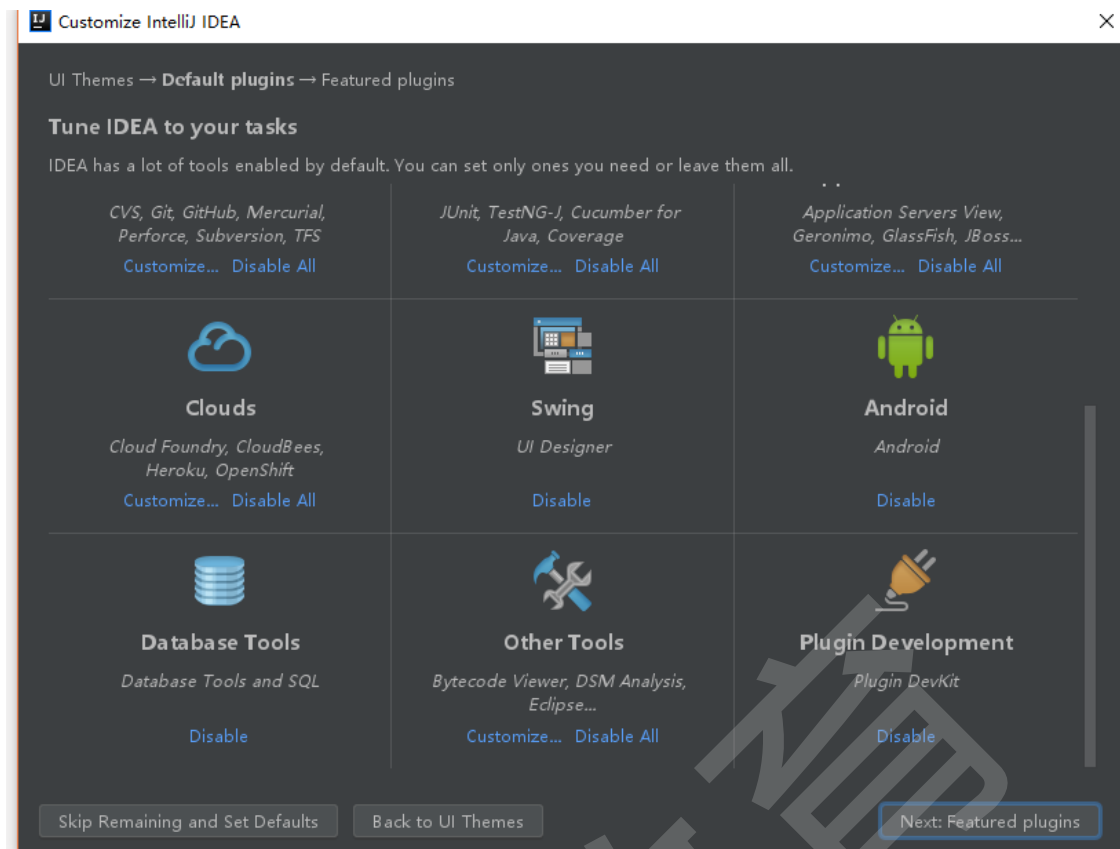 Customize IntelliJ IDEA
UI Themes → Default plugins → Featured plugins
Tune IDEA to your tasks
IDEA has a lot of tools enabled by default. You can set only ones you need or leave them all.
CVS, Git, GitHub, Mercurial,
Perforce, Subversion, TFS
Customize... Disable All
JUnit, TestNG-J, Cucumber for
Java, Coverage
Customize... Disable All
Application Servers View,
Geronimo, GlassFish, JBoss...
Customize... Disable All
Clouds
Cloud Foundry, CloudBees,
Heroku, OpenShift
Customize... Disable All
Swing
UI Designer
Disable
Android
Android
Disable
Database Tools
Database Tools and SQL
Disable
Other Tools
Bytecode Viewer, DSM Analysis,
Eclipse...
Customize... Disable All
Plugin Development
Plugin DevKit
Disable
Skip Remaining and Set Defaults
Back to UI Themes
Next: Featured plugins